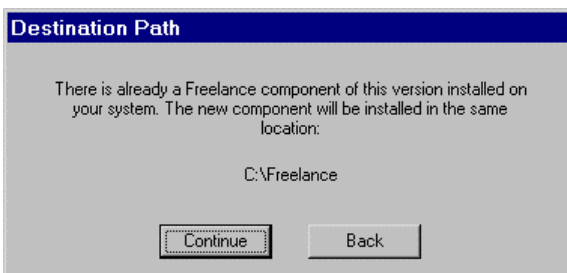 Destination Path
There is already a Freelance component of this version installed on
your system. The new component will be installed in the same
location:
C:\Freelance
Continue
Back